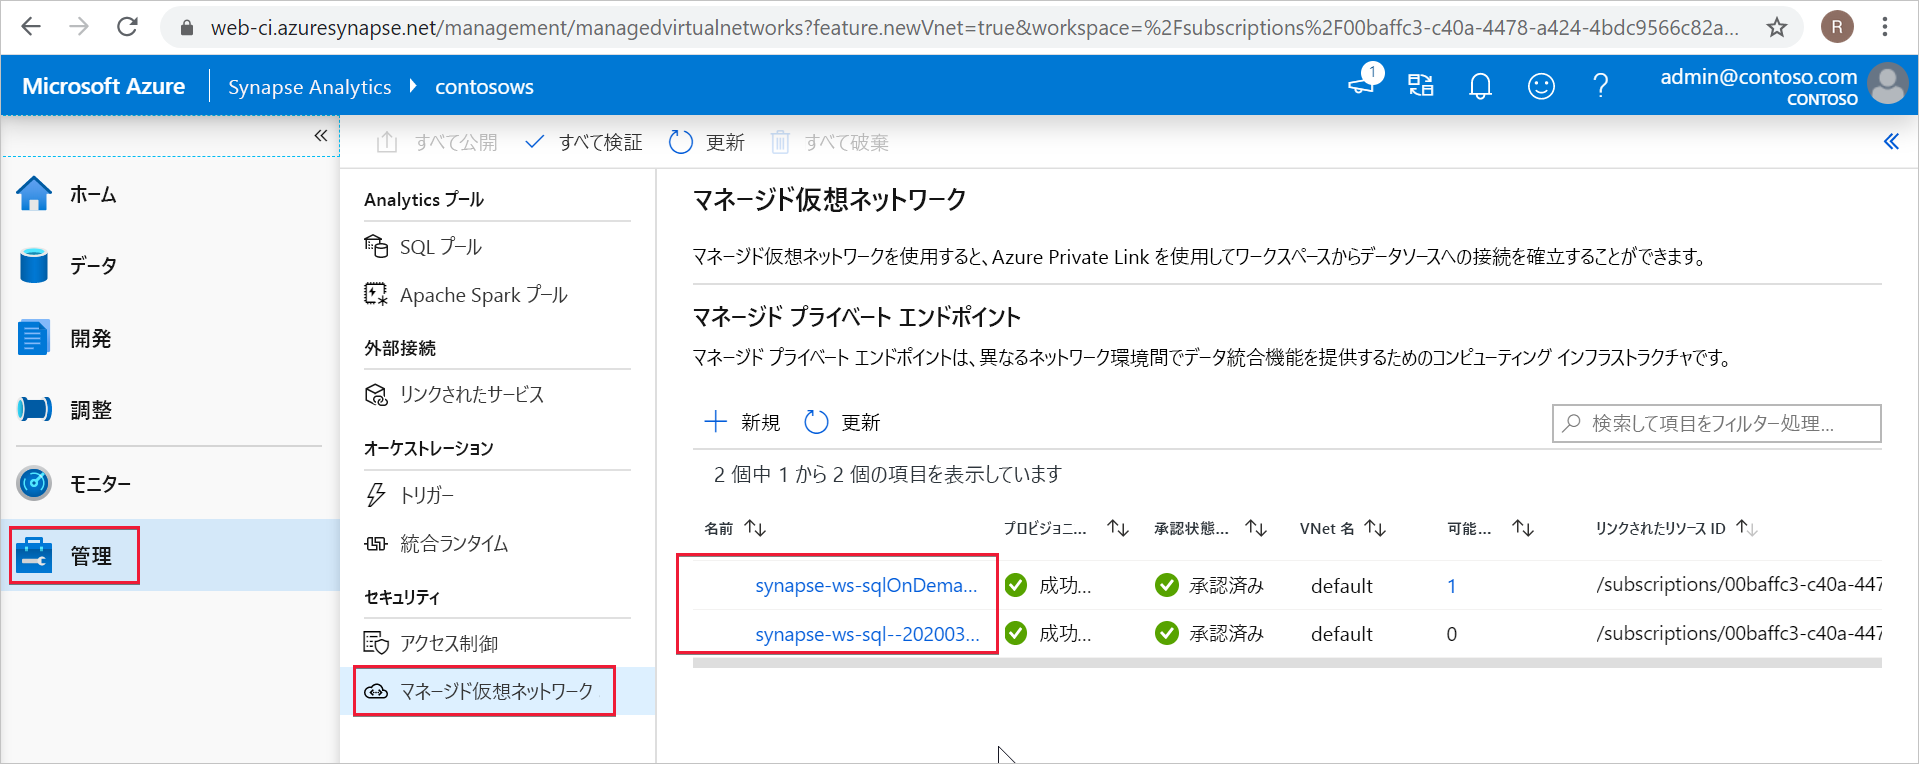 web-ci.azuresynapse.net/management/managedvirtualnetworks?feature.newVnet=true&workspace=%2Fsubscriptions%2F00baffc3-c40a-4478-a424-4bdc9566c82a...
R
Microsoft Azure
Synapse Analytics
contosows
1
admin@contoso.com
CONTOSO
すべて公開
すべて検証
更新
すべて破棄
ホーム
データ
開発
調整
モニター
管理
Analytics プール
SQL プール
Apache Spark プール
外部接続
リンクされたサービス
オーケストレーション
トリガー
統合ランタイム
セキュリティ
アクセス制御
マネージド仮想ネットワーク
マネージド仮想ネットワーク
マネージド仮想ネットワークを使用すると、Azure Private Link を使用してワークスペースからデータソースへの接続を確立することができます。
マネージド プライベート エンドポイント
マネージド プライベート エンドポイントは、異なるネットワーク環境間でデータ統合機能を提供するためのコンピューティング インフラストラクチャです。
新規
更新
検索して項目をフィルター処理...
2 個中 1 から 2 個の項目を表示しています
名前 プロビジョニ... 承認状態... VNet 名 可能... リンクされたリソース ID
synapse-ws-sqlOnDema... 成功... 承認済み default 1 /subscriptions/00baffc3-c40a-447
synapse-ws-sql--202003... 成功... 承認済み default 0 /subscriptions/00baffc3-c40a-447